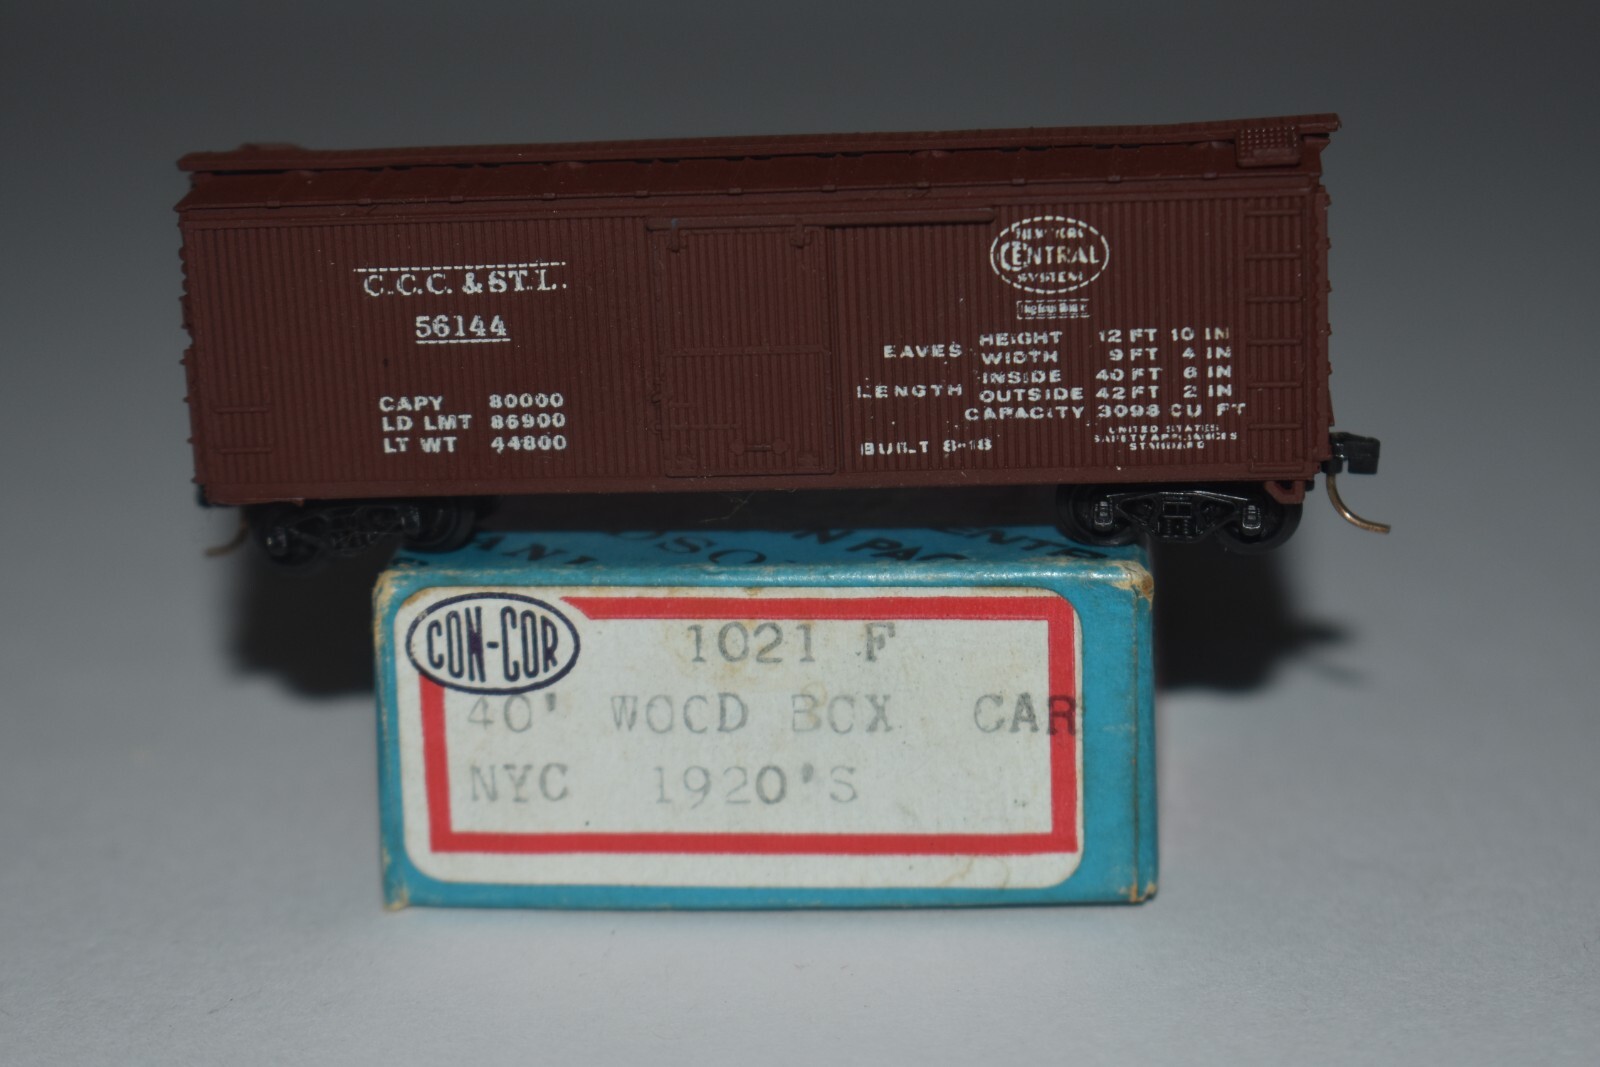 C.C.C. & ST.L.
56144
CAPY 80000
LD LMT 86900
LT WT 44800
NEW YORK
CENTRAL
SYSTEM
EAVES HEIGHT 12 FT 10 IN
WIDTH 9 FT 4 IN
LENGTH INSIDE 40 FT 6 IN
OUTSIDE 42 FT 2 IN
CAPACITY 3098 CU FT
BUILT 8-18
UNITED STATES
SAFETY APPLIANCES
STANDARD
CON-COR
1021 F
40' WOOD BOX CAR
NYC 1920'S